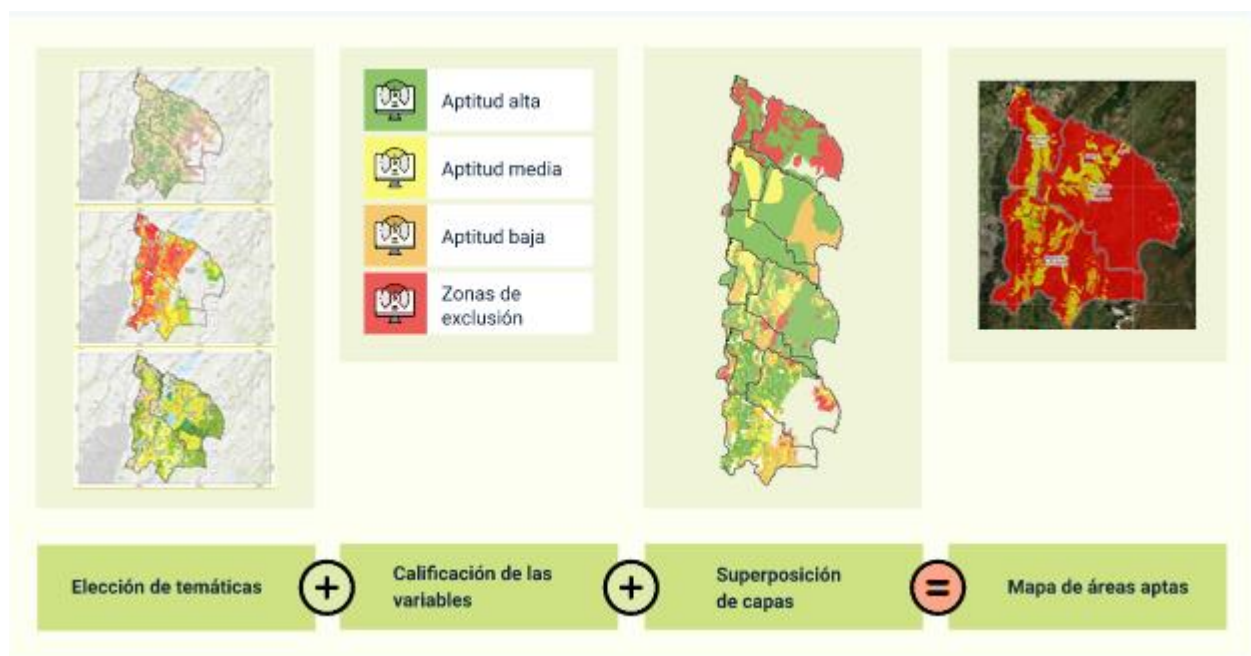 Aptitud alta
Aptitud media
Aptitud baja
Zonas de
exclusión
Elección de temáticas
+
Calificación de las
variables
+
Superposición
de capas
=
Mapa de áreas aptas